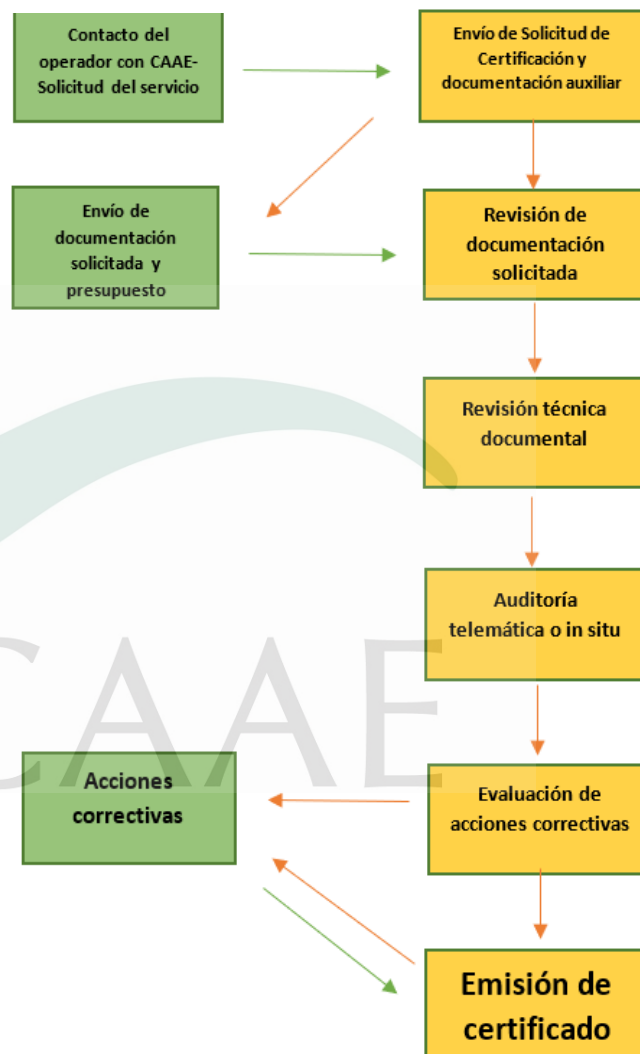 Contacto del
operador con CAAE-
Solicitud del servicio
Envío de Solicitud de
Certificación y
documentación auxiliar
Envío de
documentación
solicitada y
presupuesto
Revisión de
documentación
solicitada
Revisión técnica
documental
Auditoría
telemática o in situ
CAAE
Acciones
correctivas
Evaluación de
acciones correctivas
Emisión de
certificado